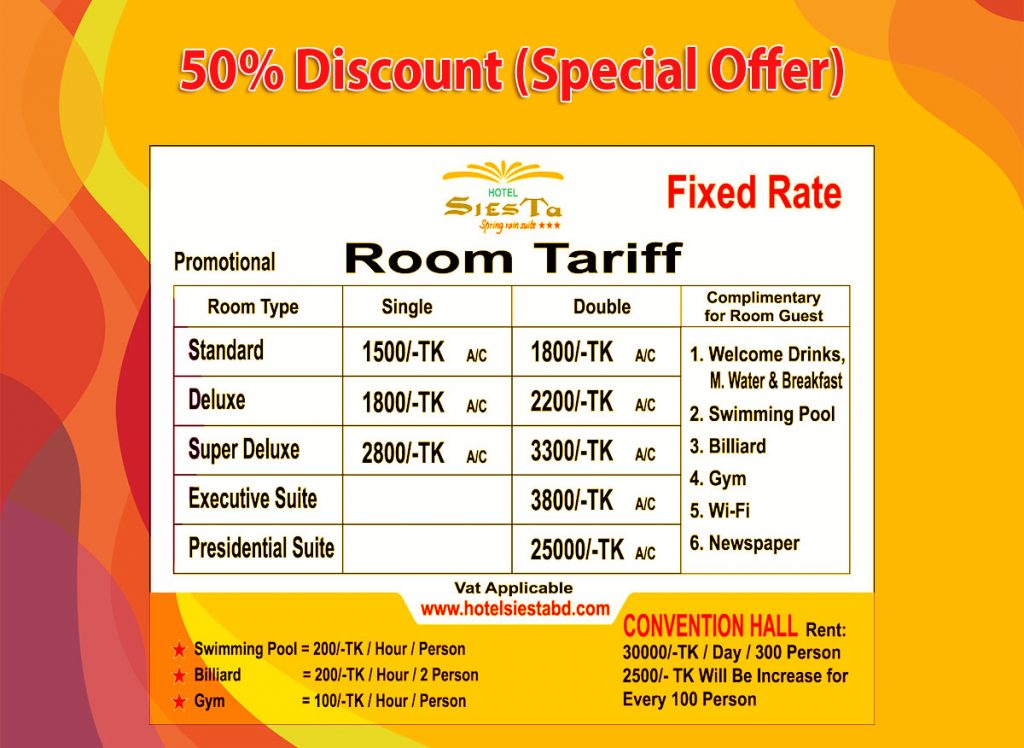 50% Discount (Special Offer)
HOTEL
SIESTa
Spring rain suite ★★★
Fixed Rate
Promotional
Room Tariff
Room Type Single Double Complimentary
for Room Guest
Standard 1500/-TK A/C 1800/-TK A/C
Deluxe 1800/-TK A/C 2200/-TK A/C
Super Deluxe 2800/-TK A/C 3300/-TK A/C
Executive Suite 3800/-TK A/C
Presidential Suite 25000/-TK A/C
1. Welcome Drinks,
M. Water & Breakfast
2. Swimming Pool
3. Billiard
4. Gym
5. Wi-Fi
6. Newspaper
Vat Applicable
www.hotelsiestabd.com
★ Swimming Pool = 200/-TK / Hour / Person
★ Billiard = 200/-TK / Hour / 2 Person
★ Gym = 100/-TK / Hour / Person
CONVENTION HALL Rent:
30000/-TK / Day / 300 Person
2500/- TK Will Be Increase for
Every 100 Person